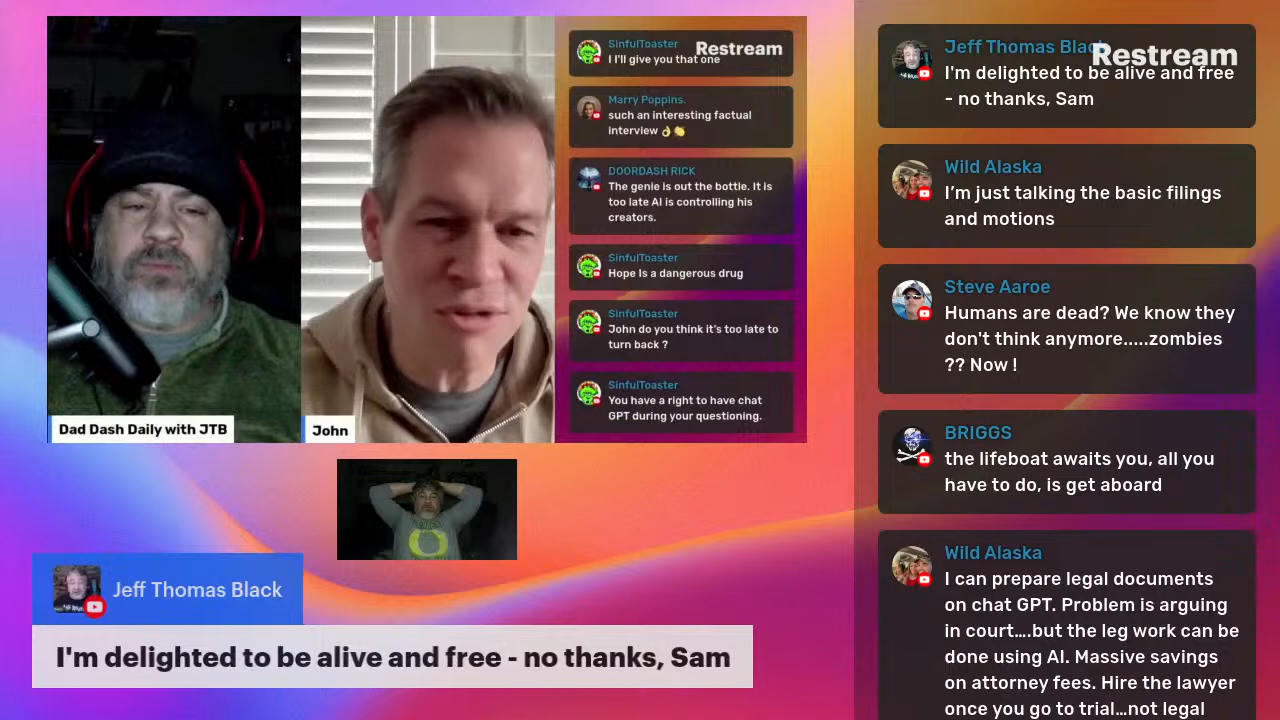 SinfulToaster
I I'll give you that one
Restream
Marry Poppins.
such an interesting factual
interview 👌👏
DOORDASH RICK
The genie is out the bottle. It is
too late AI is controlling his
creators.
SinfulToaster
Hope Is a dangerous drug
SinfulToaster
John do you think it's too late to
turn back ?
SinfulToaster
You have a right to have chat
GPT during your questioning.
Dad Dash Daily with JTB
John
Jeff Thomas Black
I'm delighted to be alive and free - no thanks, Sam
Jeff Thomas Black
Restream
I'm delighted to be alive and free
- no thanks, Sam
Wild Alaska
I’m just talking the basic filings
and motions
Steve Aaroe
Humans are dead? We know they
don't think anymore.....zombies
?? Now !
BRIGGS
the lifeboat awaits you, all you
have to do, is get aboard
Wild Alaska
I can prepare legal documents
on chat GPT. Problem is arguing
in court….but the leg work can be
done using AI. Massive savings
on attorney fees. Hire the lawyer
once you go to trial…not legal